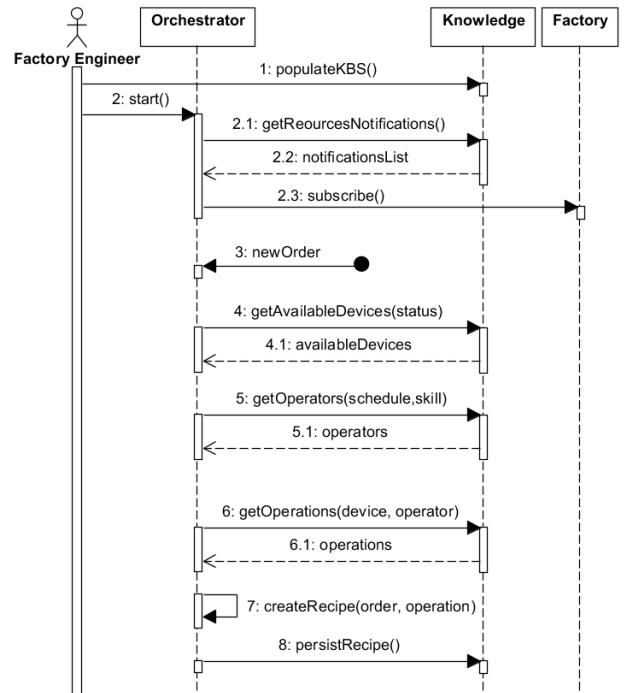 Orchestrator
Knowledge
Factory
Factory Engineer
1: populateKBS()
2: start()
2.1: getReourcesNotifications()
2.2: notificationsList
2.3: subscribe()
3: newOrder
4: getAvailableDevices(status)
4.1: availableDevices
5: getOperators(schedule,skill)
5.1: operators
6: getOperations(device, operator)
6.1: operations
7: createRecipe(order, operation)
8: persistRecipe()